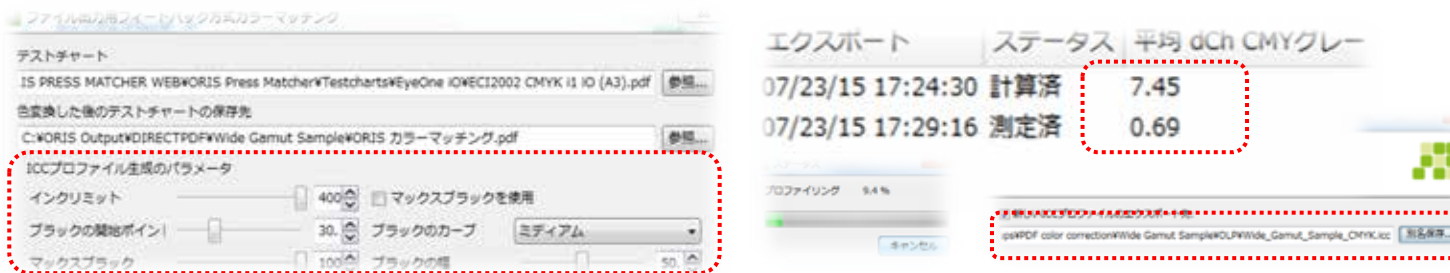 ファイル出力用フィードバック方式カラーマッチング
テストチャート
IS PRESS MATCHER WEB¥ORIS Press Matcher¥Testcharts¥EyeOne iO¥ECI2002 CMYK i1 iO (A3).pdf 参照...
色変換した後のテストチャートの保存先
C:¥ORIS Output¥DIRECTPDF¥Wide Gamut Sample¥ORIS カラーマッチング.pdf 参照...
ICCプロファイル生成のパラメータ
インクリミット 400 マックスブラックを使用
ブラックの開始ポイント 30. ブラックのカーブ ミディアム
マックスブラック 100 ブラックの幅 50.
エクスポート ステータス 平均 dCh CMYグレー
07/23/15 17:24:30 計算済 7.45
07/23/15 17:29:16 測定済 0.69
プロファイリング 9.4 %
キャンセル
ps¥PDF color correction¥Wide Gamut Sample¥OLP¥Wide_Gamut_Sample_CMYK.icc 別名保存...